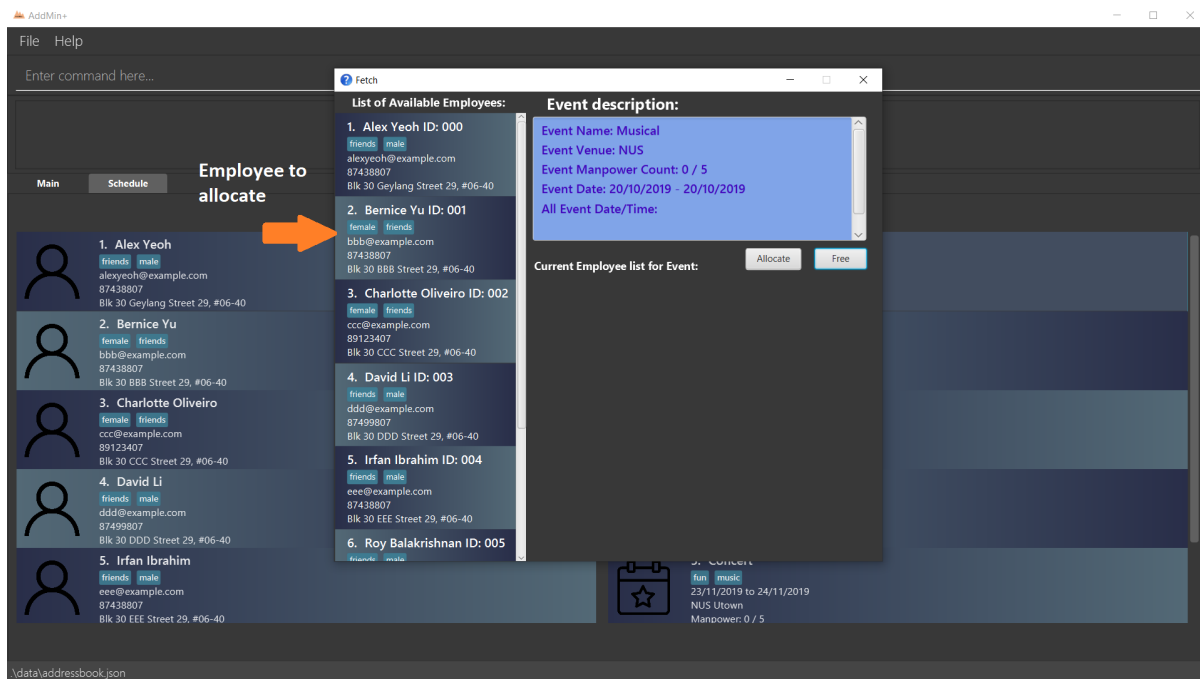 AddMin+
File Help
Enter command here...
Fetch
List of Available Employees:
1. Alex Yeoh ID: 000
friends male
alexyeoh@example.com
87438807
Blk 30 Geylang Street 29, #06-40
2. Bernice Yu ID: 001
female friends
bbb@example.com
87438807
Blk 30 BBB Street 29, #06-40
3. Charlotte Oliveiro ID: 002
female friends
ccc@example.com
89123407
Blk 30 CCC Street 29, #06-40
4. David Li ID: 003
friends male
ddd@example.com
87499807
Blk 30 DDD Street 29, #06-40
5. Irfan Ibrahim ID: 004
friends male
eee@example.com
87438807
Blk 30 EEE Street 29, #06-40
6. Roy Balakrishnan ID: 005
friends male
Event description:
Event Name: Musical
Event Venue: NUS
Event Manpower Count: 0 / 5
Event Date: 20/10/2019 - 20/10/2019
All Event Date/Time:
Allocate Free
Current Employee list for Event:
Employee to
allocate
Main Schedule
1. Alex Yeoh
friends male
alexyeoh@example.com
87438807
Blk 30 Geylang Street 29, #06-40
2. Bernice Yu
female friends
bbb@example.com
87438807
Blk 30 BBB Street 29, #06-40
3. Charlotte Oliveiro
female friends
ccc@example.com
89123407
Blk 30 CCC Street 29, #06-40
4. David Li
friends male
ddd@example.com
87499807
Blk 30 DDD Street 29, #06-40
5. Irfan Ibrahim
friends male
eee@example.com
87438807
Blk 30 EEE Street 29, #06-40
5. Concert
fun music
23/11/2019 to 24/11/2019
NUS Utown
Manpower: 0 / 5
.\data\addressbook.json